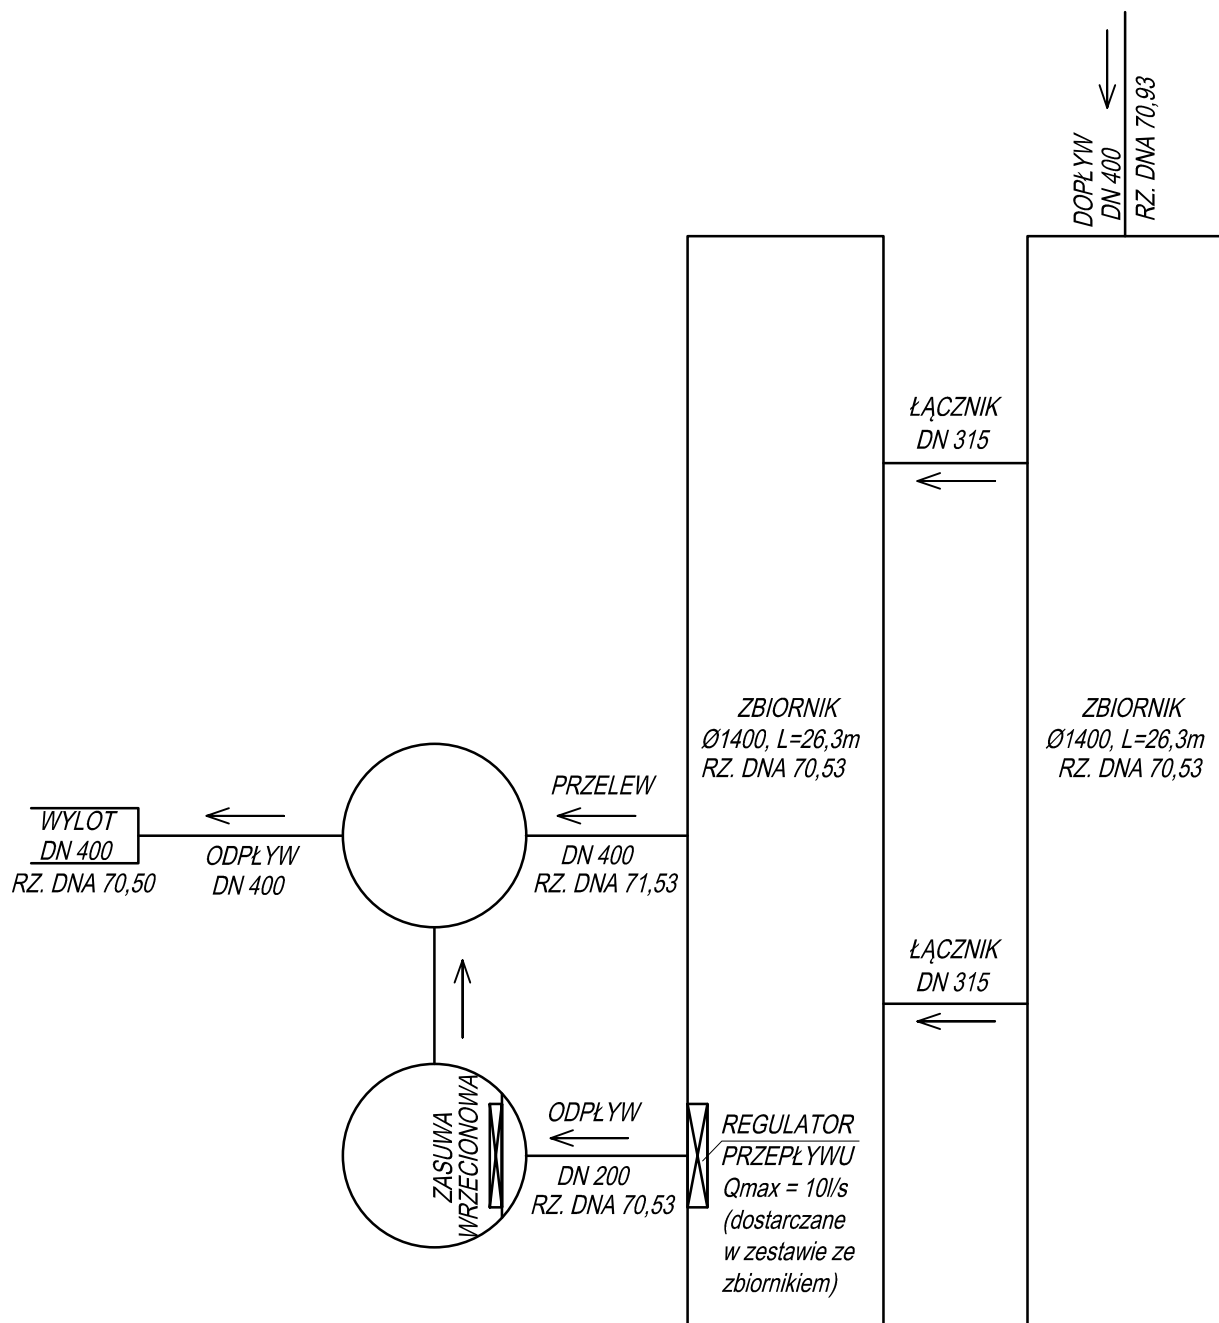 DOPŁYW
DN 400
RZ. DNA 70,93
ŁĄCZNIK
DN 315
ZBIORNIK
Ø1400, L=26,3m
RZ. DNA 70,53
ZBIORNIK
Ø1400, L=26,3m
RZ. DNA 70,53
PRZELEW
DN 400
RZ. DNA 71,53
WYLOT
DN 400
RZ. DNA 70,50
ODPŁYW
DN 400
ŁĄCZNIK
DN 315
ZASUWA
WRZECIONOWA
ODPŁYW
DN 200
RZ. DNA 70,53
REGULATOR
PRZEPŁYWU
Qmax = 10l/s
(dostarczane
w zestawie ze
zbiornikiem)